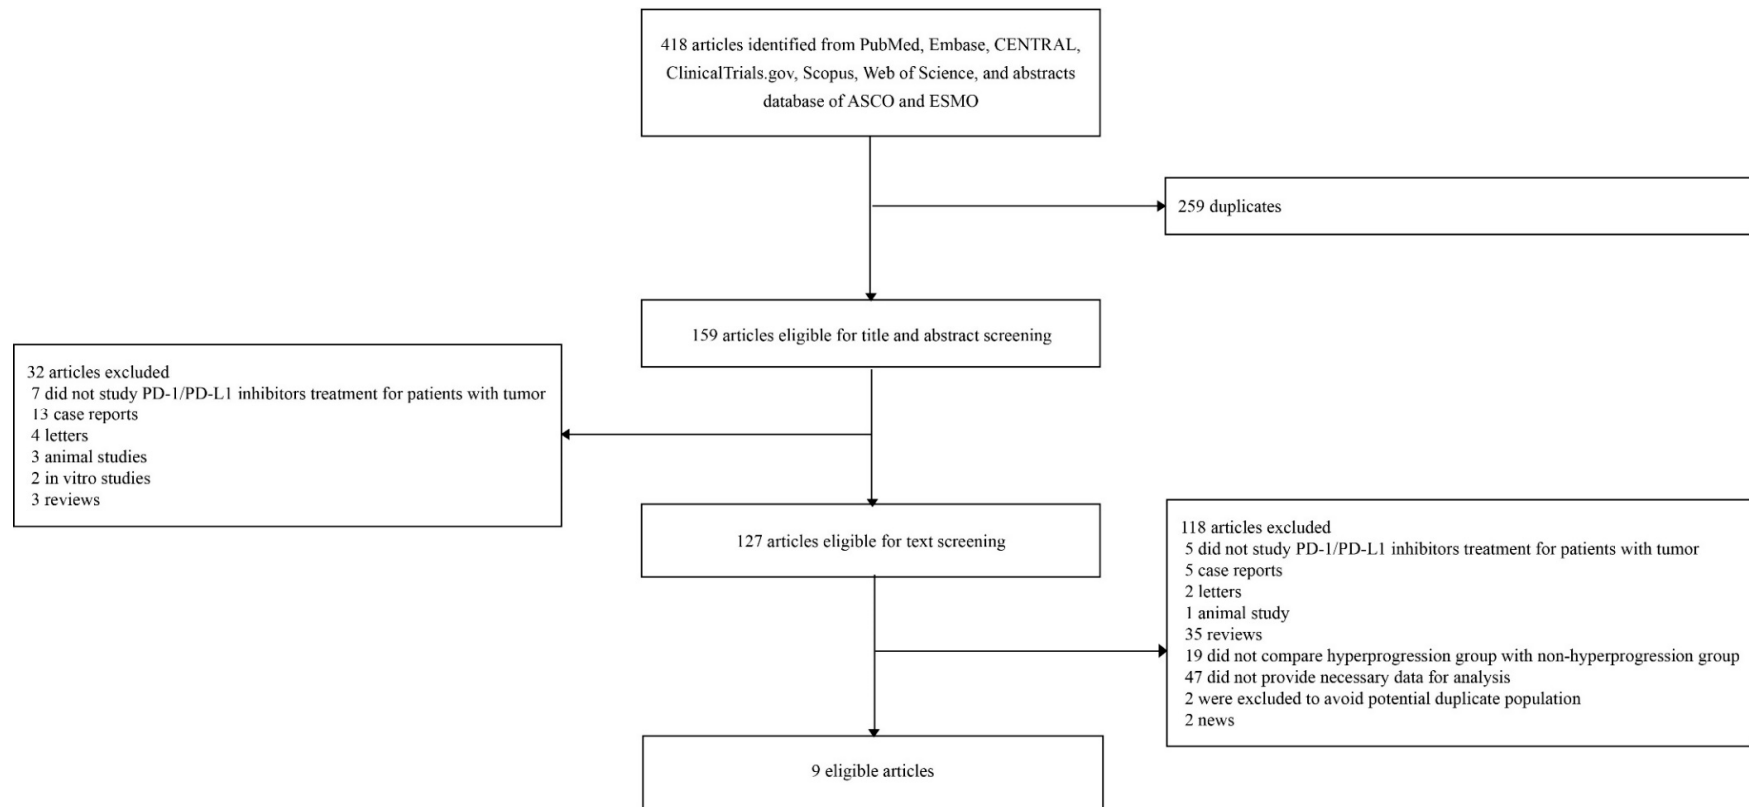 418 articles identified from PubMed, Embase, CENTRAL,
ClinicalTrials.gov, Scopus, Web of Science, and abstracts
database of ASCO and ESMO
259 duplicates
159 articles eligible for title and abstract screening
32 articles excluded
7 did not study PD-1/PD-L1 inhibitors treatment for patients with tumor
13 case reports
4 letters
3 animal studies
2 in vitro studies
3 reviews
127 articles eligible for text screening
118 articles excluded
5 did not study PD-1/PD-L1 inhibitors treatment for patients with tumor
5 case reports
2 letters
1 animal study
35 reviews
19 did not compare hyperprogression group with non-hyperprogression group
47 did not provide necessary data for analysis
2 were excluded to avoid potential duplicate population
2 news
9 eligible articles